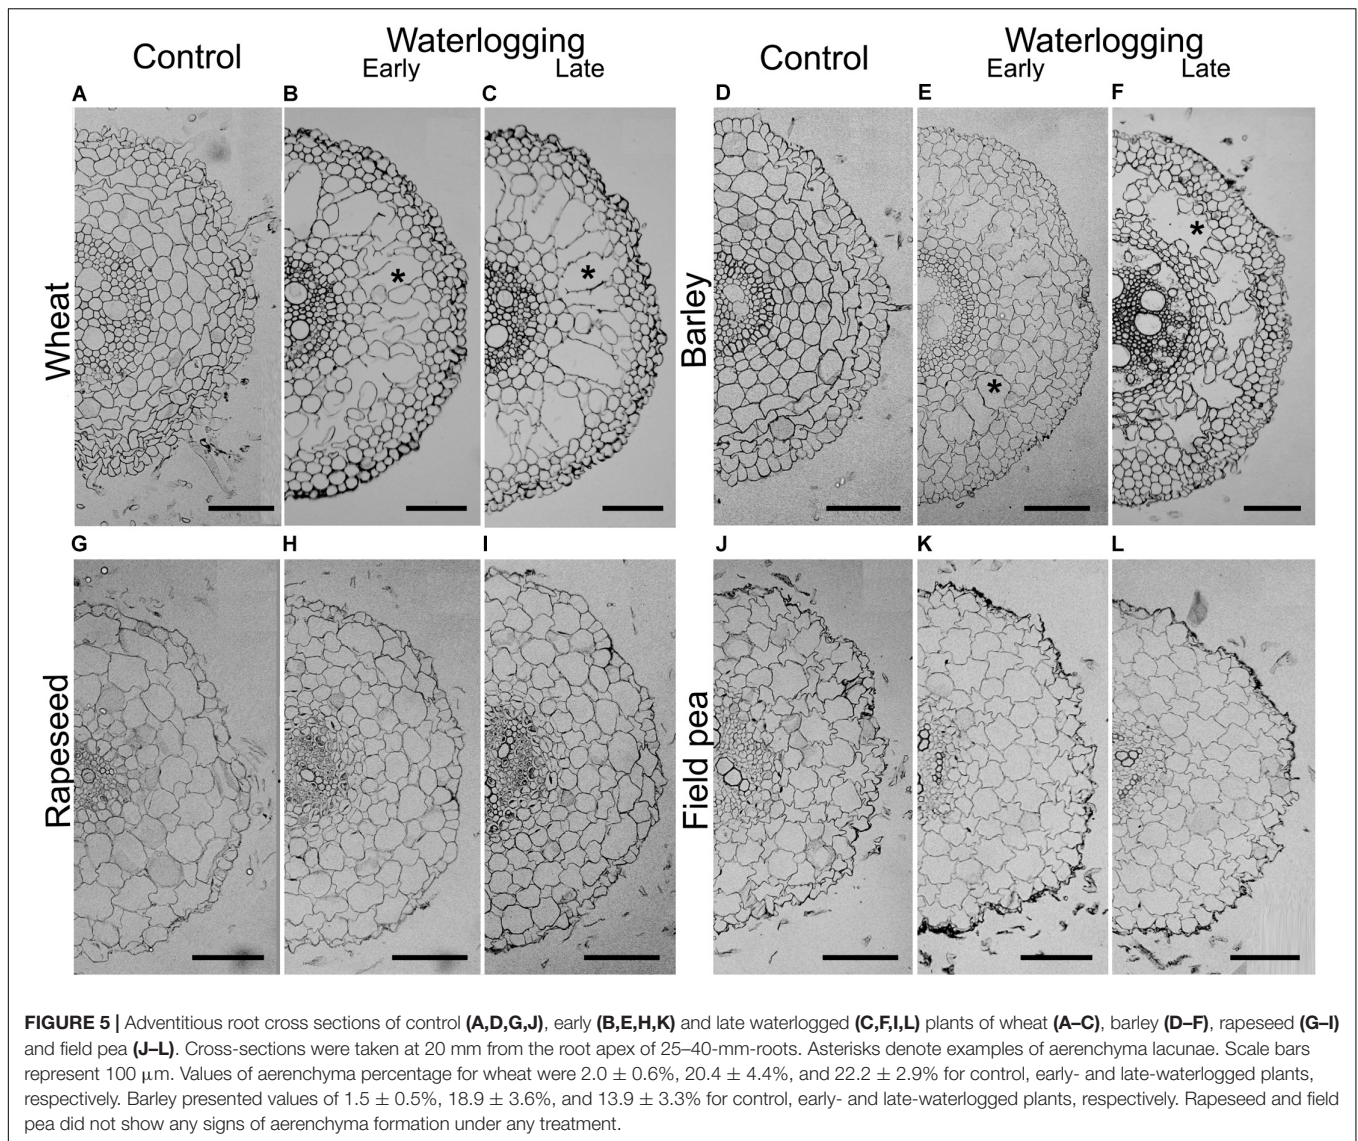 Control
Waterlogging
Early
Late
Control
Waterlogging
Early
Late
A
B
C
D
E
F
Wheat
*
*
Barley
*
*
G
H
I
J
K
L
Rapeseed
Field pea
FIGURE 5 | Adventitious root cross sections of control (A,D,G,J), early (B,E,H,K) and late waterlogged (C,F,I,L) plants of wheat (A–C), barley (D–F), rapeseed (G–I)
and field pea (J–L). Cross-sections were taken at 20 mm from the root apex of 25–40-mm-roots. Asterisks denote examples of aerenchyma lacunae. Scale bars
represent 100 μm. Values of aerenchyma percentage for wheat were 2.0 ± 0.6%, 20.4 ± 4.4%, and 22.2 ± 2.9% for control, early- and late-waterlogged plants,
respectively. Barley presented values of 1.5 ± 0.5%, 18.9 ± 3.6%, and 13.9 ± 3.3% for control, early- and late-waterlogged plants, respectively. Rapeseed and field
pea did not show any signs of aerenchyma formation under any treatment.